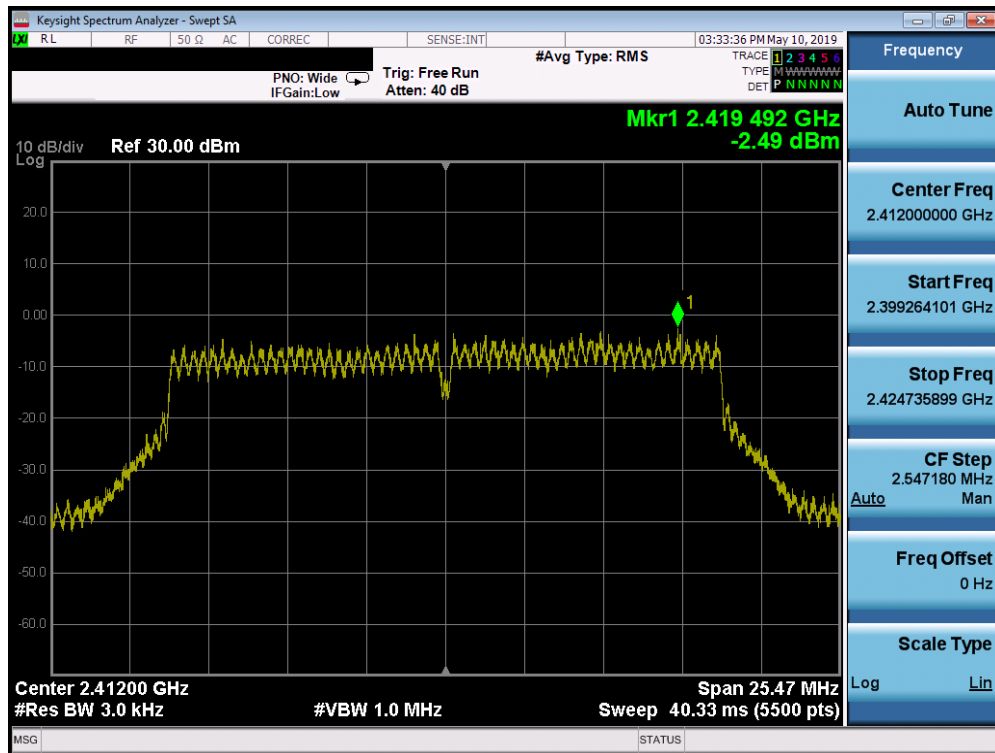 Keysight Spectrum Analyzer - Swept SA
LXI RL RF 50 Ω AC CORREC SENSE:INT 03:33:36 PM May 10, 2019
#Avg Type: RMS
TRACE 1 2 3 4 5 6
PNO: Wide Trig: Free Run TYPE M WWWWW
IFGain:Low Atten: 40 dB DET P N N N N N
Mkr1 2.419 492 GHz
-2.49 dBm
10 dB/div Ref 30.00 dBm
Log
20.0
10.0
0.00
-10.0
-20.0
-30.0
-40.0
-50.0
-60.0
1
Center 2.41200 GHz Span 25.47 MHz
#Res BW 3.0 kHz #VBW 1.0 MHz Sweep 40.33 ms (5500 pts)
MSG STATUS
Frequency
Auto Tune
Center Freq
2.412000000 GHz
Start Freq
2.399264101 GHz
Stop Freq
2.424735899 GHz
CF Step
2.547180 MHz
Auto Man
Freq Offset
0 Hz
Scale Type
Log Lin